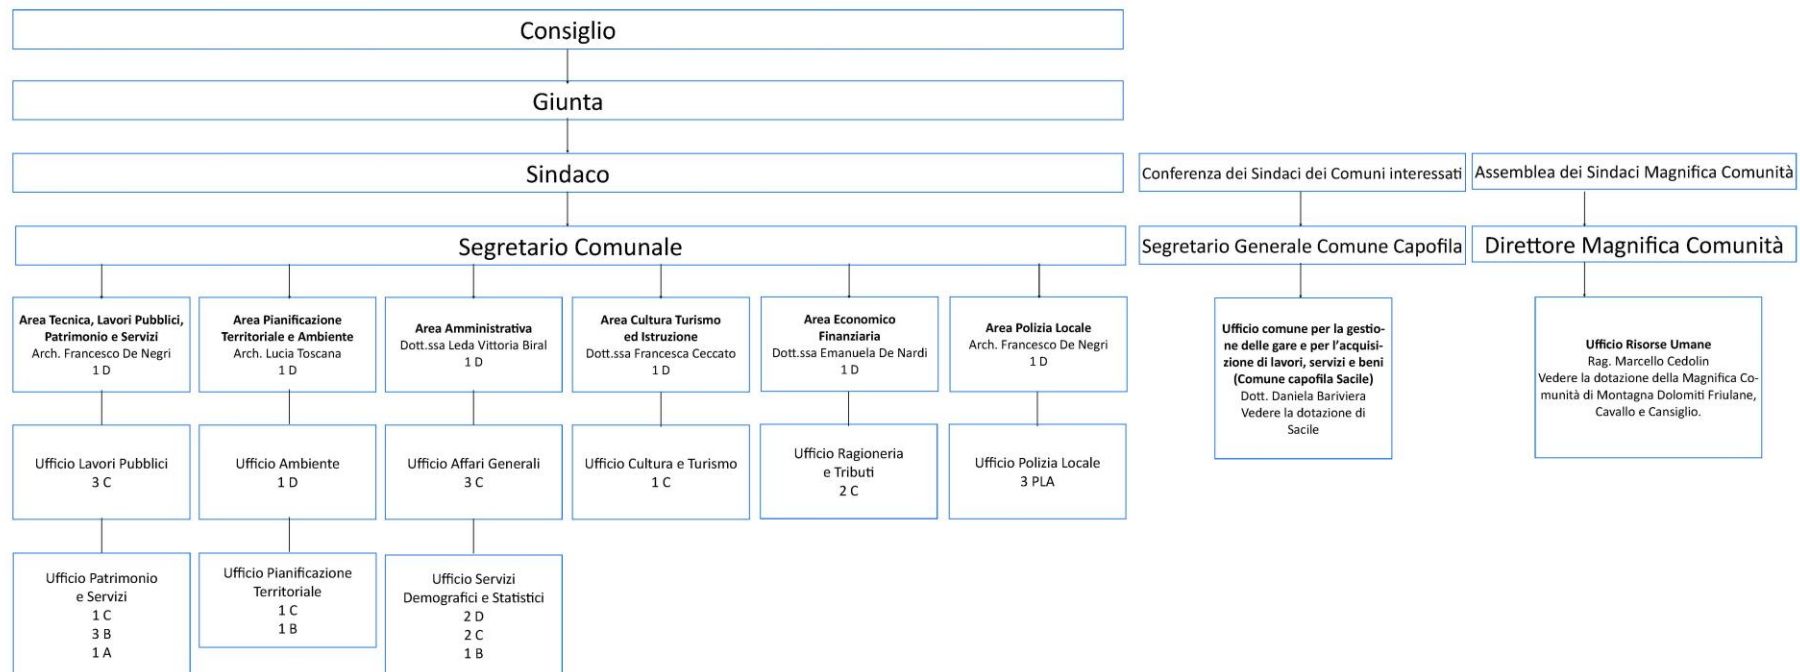 Consiglio
Giunta
Sindaco
Conferenza dei Sindaci dei Comuni interessati
Assemblea dei Sindaci Magnifica Comunità
Segretario Comunale
Segretario Generale Comune Capofila
Direttore Magnifica Comunità
Area Tecnica, Lavori Pubblici,
Patrimonio e Servizi
Arch. Francesco De Negri
1 D
Area Pianificazione
Territoriale e Ambiente
Arch. Lucia Toscana
1 D
Area Amministrativa
Dott.ssa Leda Vittoria Biral
1 D
Area Cultura Turismo
ed Istruzione
Dott.ssa Francesca Ceccato
1 D
Area Economico
Finanziaria
Dott.ssa Emanuela De Nardi
1 D
Area Polizia Locale
Arch. Francesco De Negri
1 D
Ufficio comune per la gestio-
ne delle gare e per l'acquisi-
zione di lavori, servizi e beni
(Comune capofila Sacile)
Dott. Daniela Bariviera
Vedere la dotazione di
Sacile
Ufficio Risorse Umane
Rag. Marcello Cedolin
Vedere la dotazione della Magnifica Co-
munità di Montagna Dolomiti Friulane,
Cavallo e Cansiglio.
Ufficio Lavori Pubblici
3 C
Ufficio Ambiente
1 D
Ufficio Affari Generali
3 C
Ufficio Cultura e Turismo
1 C
Ufficio Ragioneria
e Tributi
2 C
Ufficio Polizia Locale
3 PLA
Ufficio Patrimonio
e Servizi
1 C
3 B
1 A
Ufficio Pianificazione
Territoriale
1 C
1 B
Ufficio Servizi
Demografici e Statistici
2 D
2 C
1 B